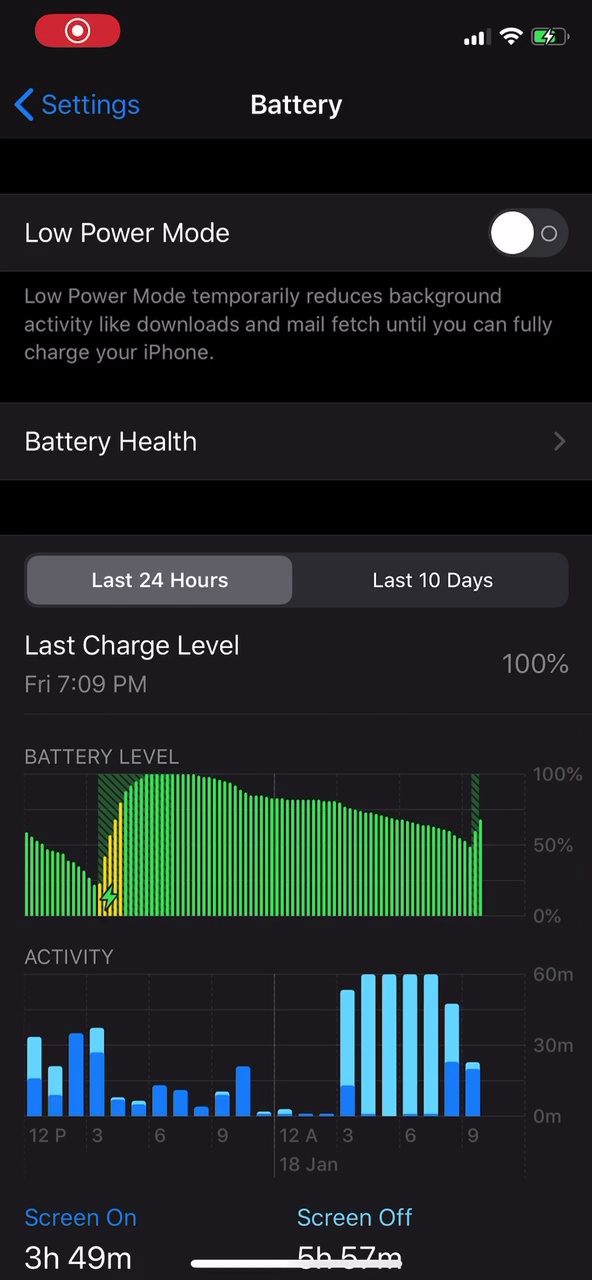 Settings
Battery
Low Power Mode
Low Power Mode temporarily reduces background
activity like downloads and mail fetch until you can fully
charge your iPhone.
Battery Health
Last 24 Hours
Last 10 Days
Last Charge Level
100%
Fri 7:09 PM
BATTERY LEVEL
100%
50%
0%
ACTIVITY
60m
30m
0m
12 P 3 6 9 12 A 3 6 9
18 Jan
Screen On
Screen Off
3h 49m
5h 57m